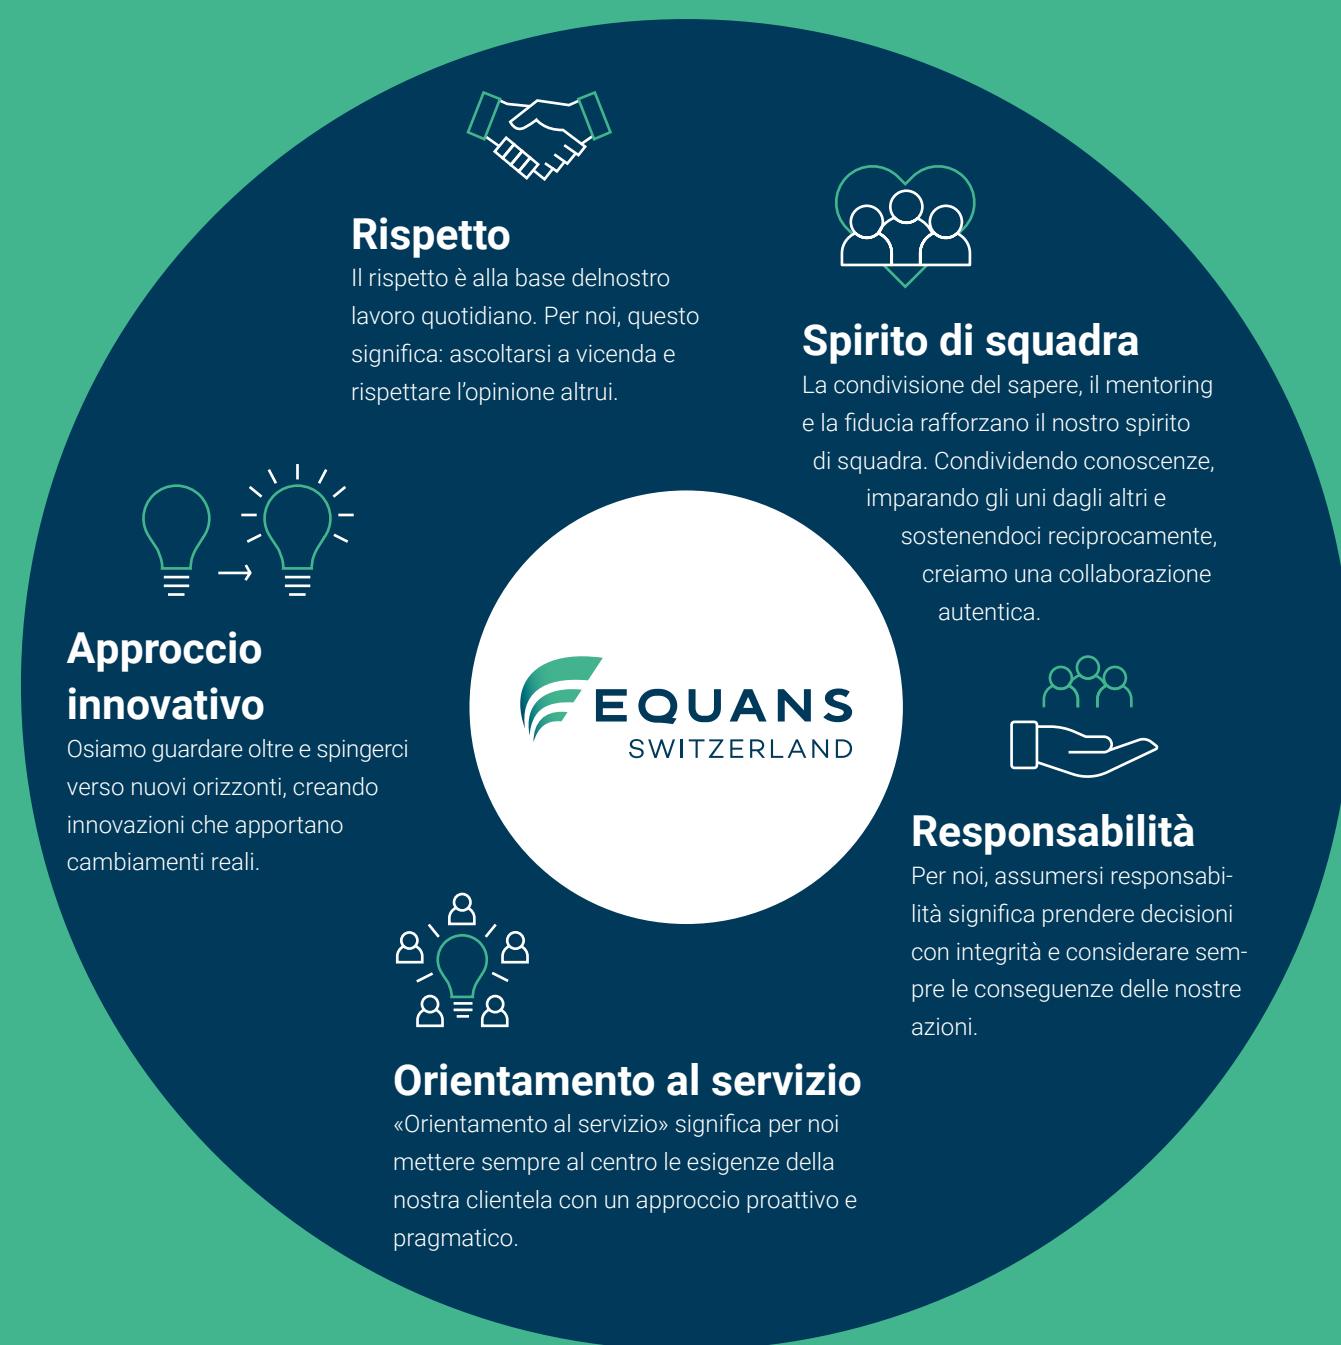 Rispetto
Il rispetto è alla base delnostro
lavoro quotidiano. Per noi, questo
significa: ascoltarsi a vicenda e
rispettare l’opinione altrui.
Spirito di squadra
La condivisione del sapere, il mentoring
e la fiducia rafforzano il nostro spirito
di squadra. Condividendo conoscenze,
imparando gli uni dagli altri e
sostenendoci reciprocamente,
creiamo una collaborazione
autentica.
Approccio
innovativo
Osiamo guardare oltre e spingerci
verso nuovi orizzonti, creando
innovazioni che apportano
cambiamenti reali.
EQUANS
SWITZERLAND
Responsabilità
Per noi, assumersi responsabi-
lità significa prendere decisioni
con integrità e considerare sem-
pre le conseguenze delle nostre
azioni.
Orientamento al servizio
«Orientamento al servizio» significa per noi
mettere sempre al centro le esigenze della
nostra clientela con un approccio proattivo e
pragmatico.